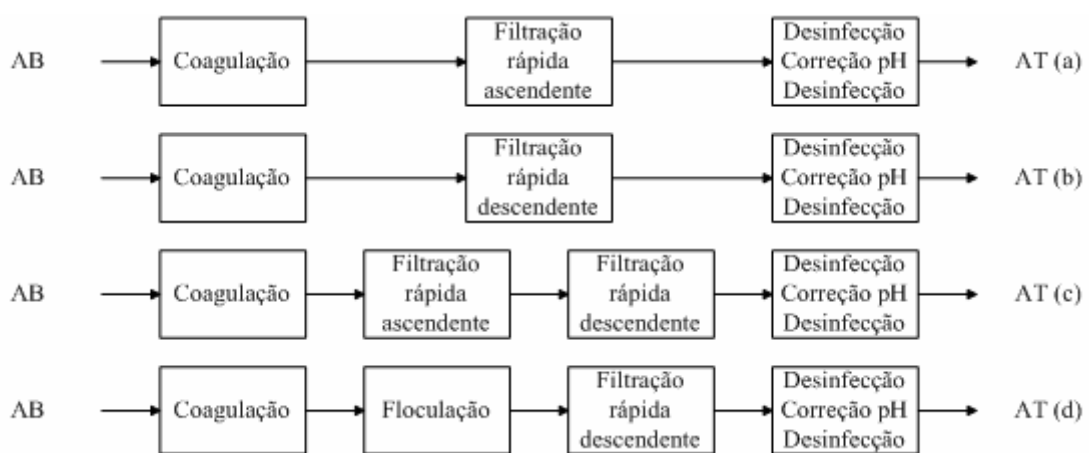 AB
Coagulação
Filtração
rápida
ascendente
Desinfecção
Correção pH
Desinfecção
AT (a)
AB
Coagulação
Filtração
rápida
descendente
Desinfecção
Correção pH
Desinfecção
AT (b)
AB
Coagulação
Filtração
rápida
ascendente
Filtração
rápida
descendente
Desinfecção
Correção pH
Desinfecção
AT (c)
AB
Coagulação
Floculação
Filtração
rápida
descendente
Desinfecção
Correção pH
Desinfecção
AT (d)